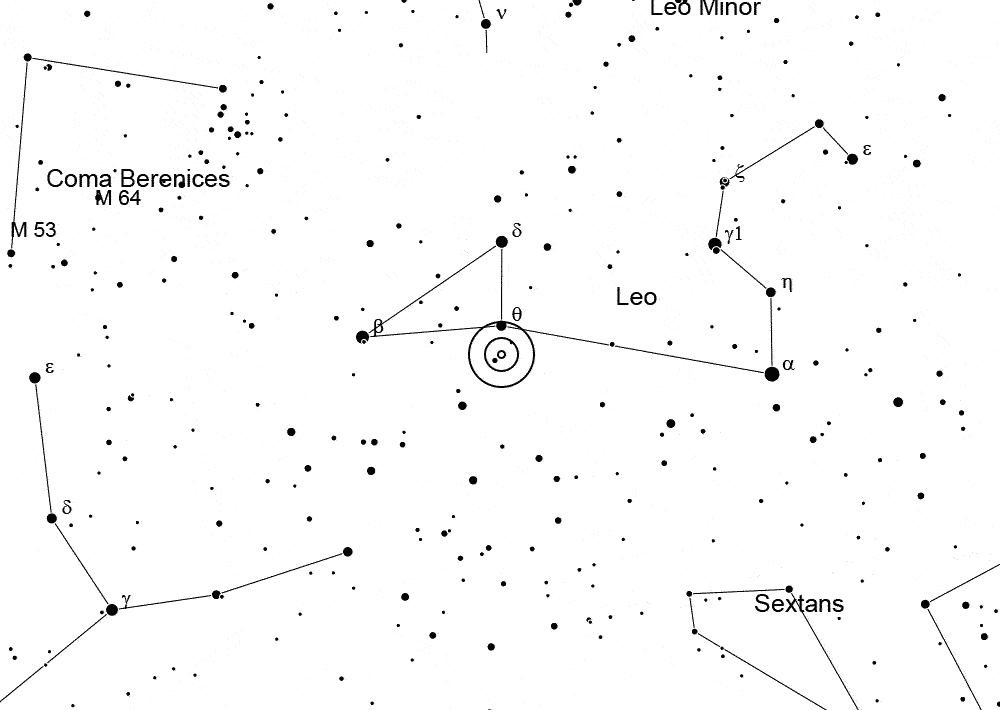 Leo Minor
ν
ε
ζ
Coma Berenices
M 64
M 53
δ
γ1
η
Leo
θ
β
α
ε
δ
γ
Sextans